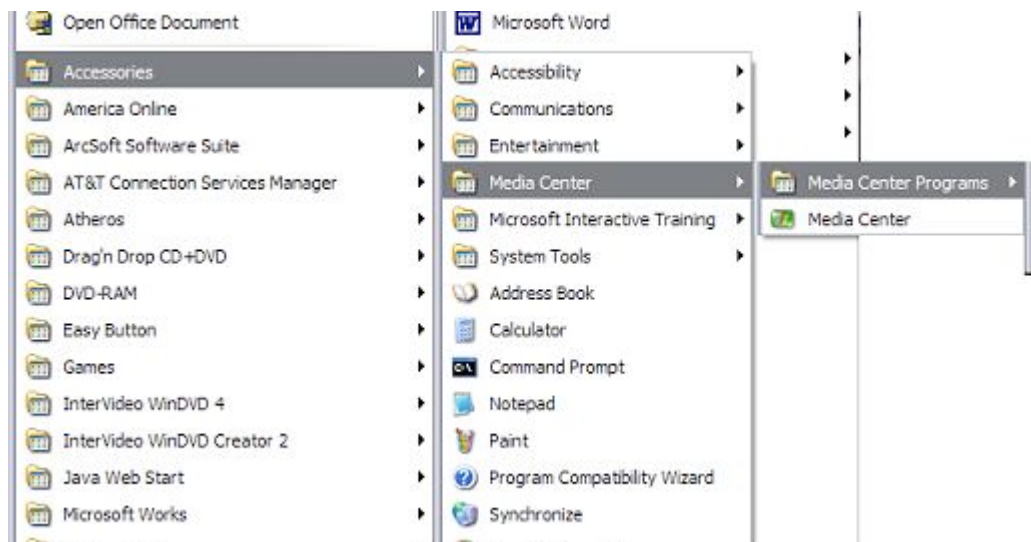 Open Office Document
Accessories
America Online
ArcSoft Software Suite
AT&T Connection Services Manager
Atheros
Drag'n Drop CD+DVD
DVD-RAM
Easy Button
Games
InterVideo WinDVD 4
InterVideo WinDVD Creator 2
Java Web Start
Microsoft Works
Microsoft Word
Accessibility
Communications
Entertainment
Media Center
Microsoft Interactive Training
System Tools
Address Book
Calculator
Command Prompt
Notepad
Paint
Program Compatibility Wizard
Synchronize
Media Center Programs
Media Center